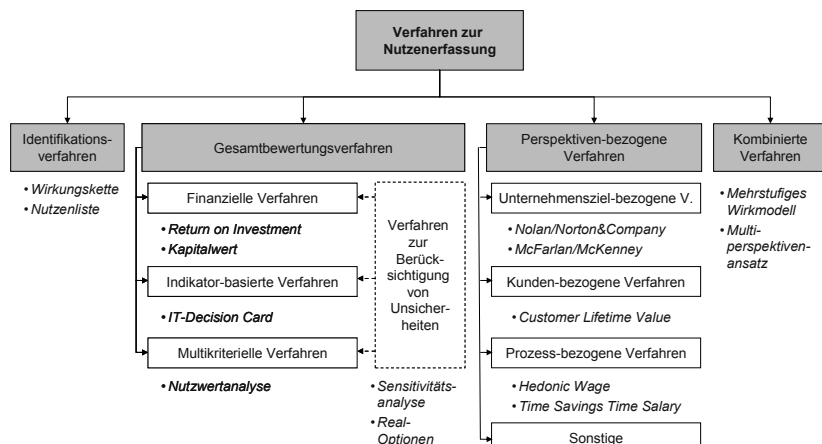 Verfahren zur
Nutzenerfassung
Identifikations-
verfahren
• Wirkungskette
• Nutzenliste
Gesamtbewertungsverfahren
Finanzielle Verfahren
• Return on Investment
• Kapitalwert
Indikator-basierte Verfahren
• IT-Decision Card
Multikriterielle Verfahren
• Nutzwertanalyse
Verfahren
zur
Berück-
sichtigung
von
Unsicher-
heiten
• Sensitivitäts-
analyse
• Real-
Optionen
Perspektiven-bezogene
Verfahren
Unternehmensziel-bezogene V.
• Nolan/Norton&Company
• McFarlan/McKenney
Kunden-bezogene Verfahren
• Customer Lifetime Value
Prozess-bezogene Verfahren
• Hedonic Wage
• Time Savings Time Salary
Sonstige
Kombinierte
Verfahren
• Mehrstufiges
Wirkmodell
• Multi-
perspektiven-
ansatz